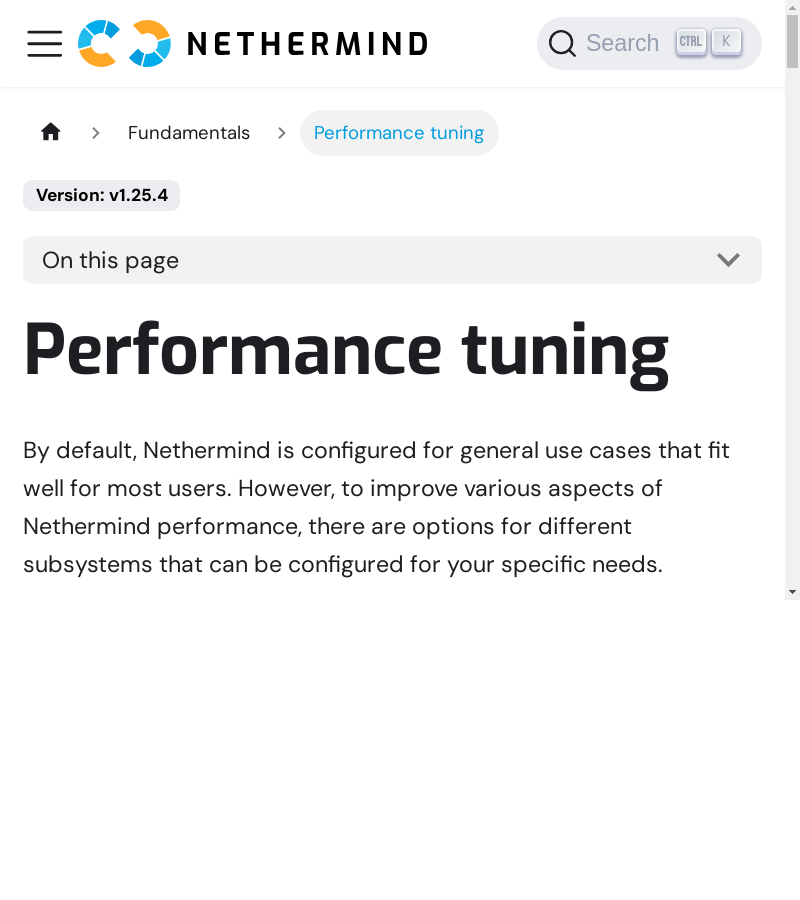 NETHERMIND
Search CTRL K
Fundamentals Performance tuning
Version: v1.25.4
On this page
Performance tuning
By default, Nethermind is configured for general use cases that fit
well for most users. However, to improve various aspects of
Nethermind performance, there are options for different
subsystems that can be configured for your specific needs.